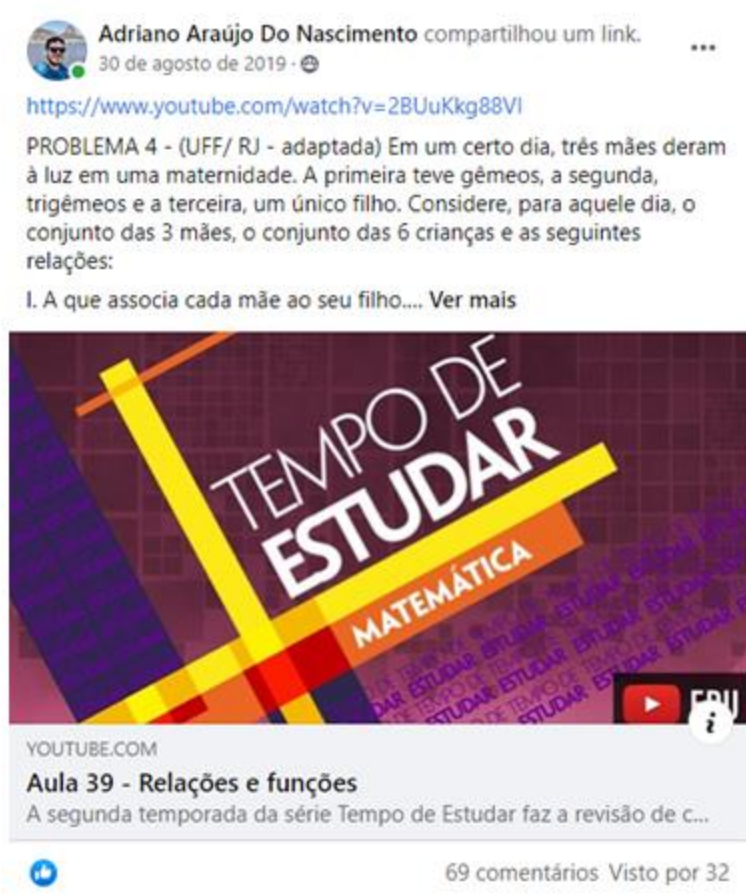 Adriano Araújo Do Nascimento compartilhou um link.
30 de agosto de 2019 ·
https://www.youtube.com/watch?v=2BUuKkg88VI
PROBLEMA 4 - (UFF/ RJ - adaptada) Em um certo dia, três mães deram
à luz em uma maternidade. A primeira teve gêmeos, a segunda,
trigêmeos e a terceira, um único filho. Considere, para aquele dia, o
conjunto das 3 mães, o conjunto das 6 crianças e as seguintes
relações:
I. A que associa cada mãe ao seu filho.... Ver mais
TEMPO DE
ESTUDAR
MATEMÁTICA
YOUTUBE.COM
Aula 39 - Relações e funções
A segunda temporada da série Tempo de Estudar faz a revisão de c...
69 comentários Visto por 32